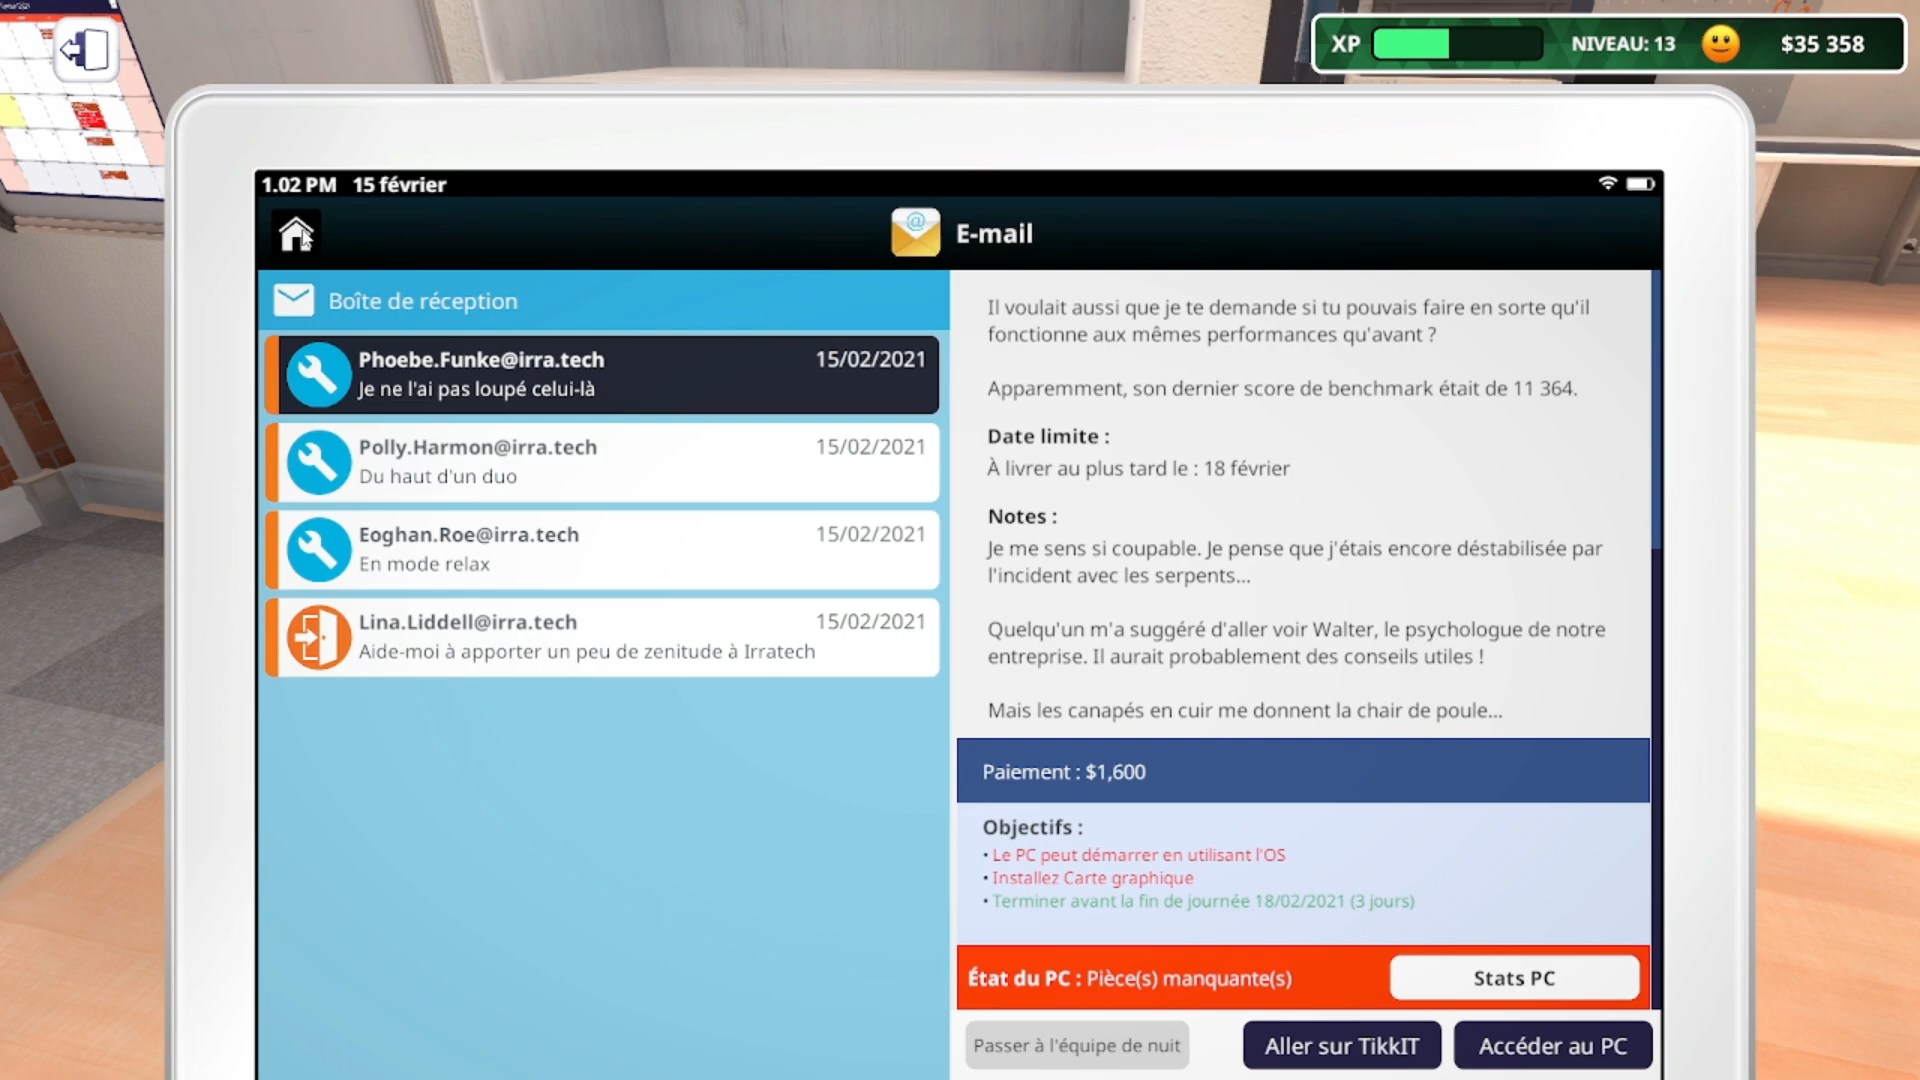 XP
NIVEAU: 13
$35 358
1.02 PM 15 février
E-mail
Boîte de réception
Phoebe.Funke@irra.tech 15/02/2021
Je ne l'ai pas loupé celui-là
Polly.Harmon@irra.tech 15/02/2021
Du haut d'un duo
Eoghan.Roe@irra.tech 15/02/2021
En mode relax
Lina.Liddell@irra.tech 15/02/2021
Aide-moi à apporter un peu de zenitude à Irratech
Il voulait aussi que je te demande si tu pouvais faire en sorte qu'il
fonctionne aux mêmes performances qu'avant ?
Apparemment, son dernier score de benchmark était de 11 364.
Date limite :
À livrer au plus tard le : 18 février
Notes :
Je me sens si coupable. Je pense que j'étais encore déstabilisée par
l'incident avec les serpents...
Quelqu'un m'a suggéré d'aller voir Walter, le psychologue de notre
entreprise. Il aurait probablement des conseils utiles !
Mais les canapés en cuir me donnent la chair de poule...
Paiement : $1,600
Objectifs :
• Le PC peut démarrer en utilisant l'OS
• Installez Carte graphique
• Terminer avant la fin de journée 18/02/2021 (3 jours)
État du PC : Pièce(s) manquante(s)
Stats PC
Passer à l'équipe de nuit
Aller sur TikkIT
Accéder au PC